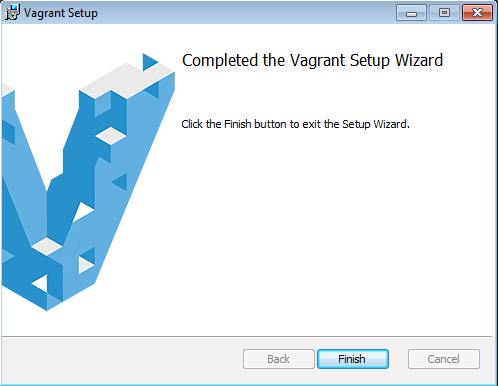 Vagrant Setup
Completed the Vagrant Setup Wizard
Click the Finish button to exit the Setup Wizard.
Back
Finish
Cancel